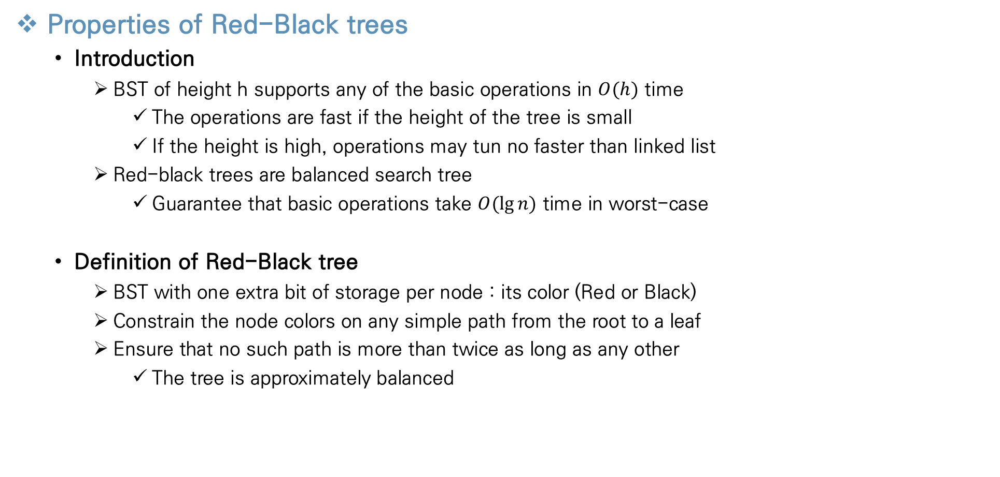 ❖ Properties of Red-Black trees
• Introduction
➢ BST of height h supports any of the basic operations in O(h) time
✓ The operations are fast if the height of the tree is small
✓ If the height is high, operations may tun no faster than linked list
➢ Red-black trees are balanced search tree
✓ Guarantee that basic operations take O(lg n) time in worst-case
• Definition of Red-Black tree
➢ BST with one extra bit of storage per node : its color (Red or Black)
➢ Constrain the node colors on any simple path from the root to a leaf
➢ Ensure that no such path is more than twice as long as any other
✓ The tree is approximately balanced